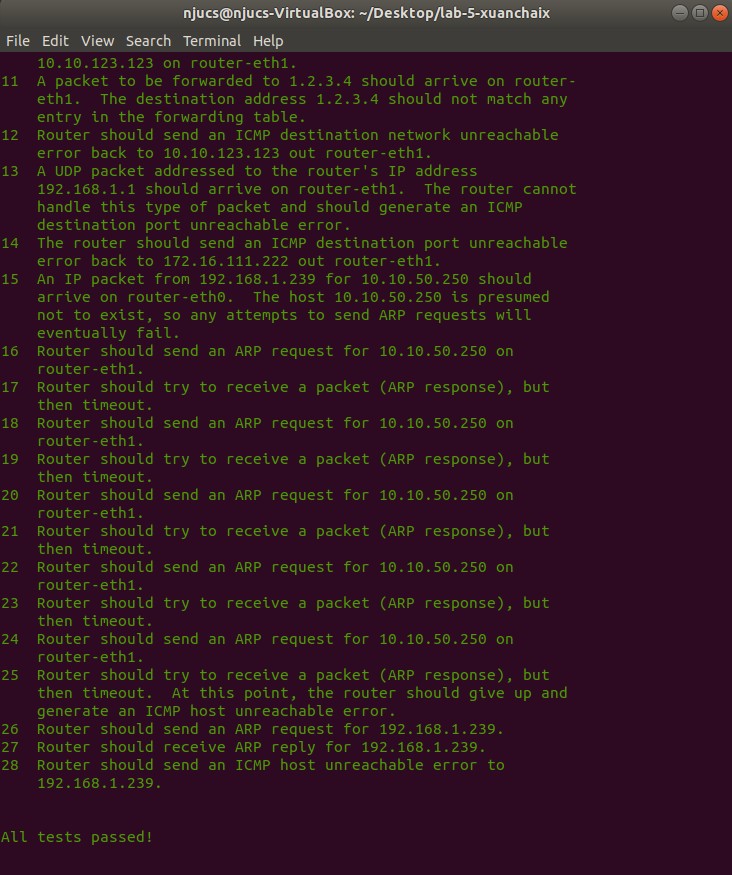 njucs@njucs-VirtualBox: ~/Desktop/lab-5-xuanchaix
File Edit View Search Terminal Help
10.10.123.123 on router-eth1.
11 A packet to be forwarded to 1.2.3.4 should arrive on router-
eth1. The destination address 1.2.3.4 should not match any
entry in the forwarding table.
12 Router should send an ICMP destination network unreachable
error back to 10.10.123.123 out router-eth1.
13 A UDP packet addressed to the router's IP address
192.168.1.1 should arrive on router-eth1. The router cannot
handle this type of packet and should generate an ICMP
destination port unreachable error.
14 The router should send an ICMP destination port unreachable
error back to 172.16.111.222 out router-eth1.
15 An IP packet from 192.168.1.239 for 10.10.50.250 should
arrive on router-eth0. The host 10.10.50.250 is presumed
not to exist, so any attempts to send ARP requests will
eventually fail.
16 Router should send an ARP request for 10.10.50.250 on
router-eth1.
17 Router should try to receive a packet (ARP response), but
then timeout.
18 Router should send an ARP request for 10.10.50.250 on
router-eth1.
19 Router should try to receive a packet (ARP response), but
then timeout.
20 Router should send an ARP request for 10.10.50.250 on
router-eth1.
21 Router should try to receive a packet (ARP response), but
then timeout.
22 Router should send an ARP request for 10.10.50.250 on
router-eth1.
23 Router should try to receive a packet (ARP response), but
then timeout.
24 Router should send an ARP request for 10.10.50.250 on
router-eth1.
25 Router should try to receive a packet (ARP response), but
then timeout. At this point, the router should give up and
generate an ICMP host unreachable error.
26 Router should send an ARP request for 192.168.1.239.
27 Router should receive ARP reply for 192.168.1.239.
28 Router should send an ICMP host unreachable error to
192.168.1.239.
All tests passed!